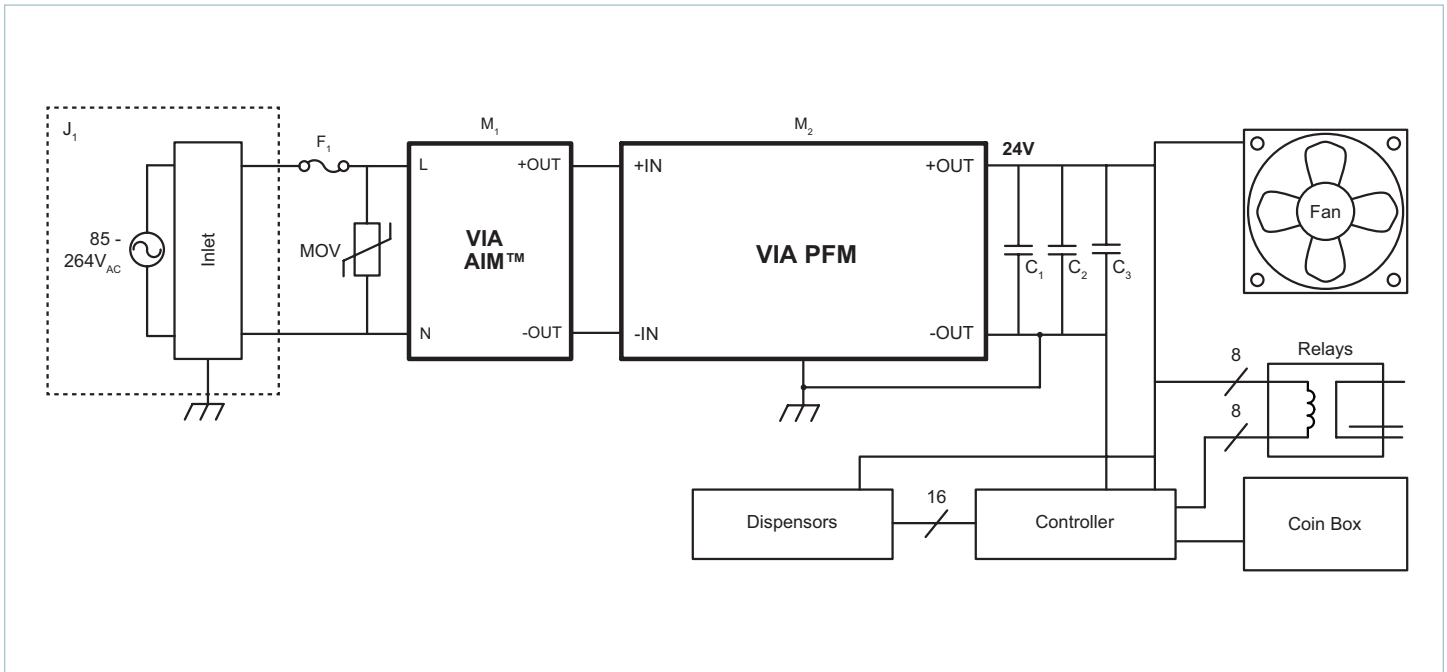 J₁
85 -
264V_AC
Inlet
F₁
MOV
M₁
L
+OUT
VIA
AIM™
N
-OUT
M₂
+IN
+OUT
VIA PFM
-IN
-OUT
24V
C₁
C₂
C₃
Fan
Relays
8
8
Dispensors
16
Controller
Coin Box